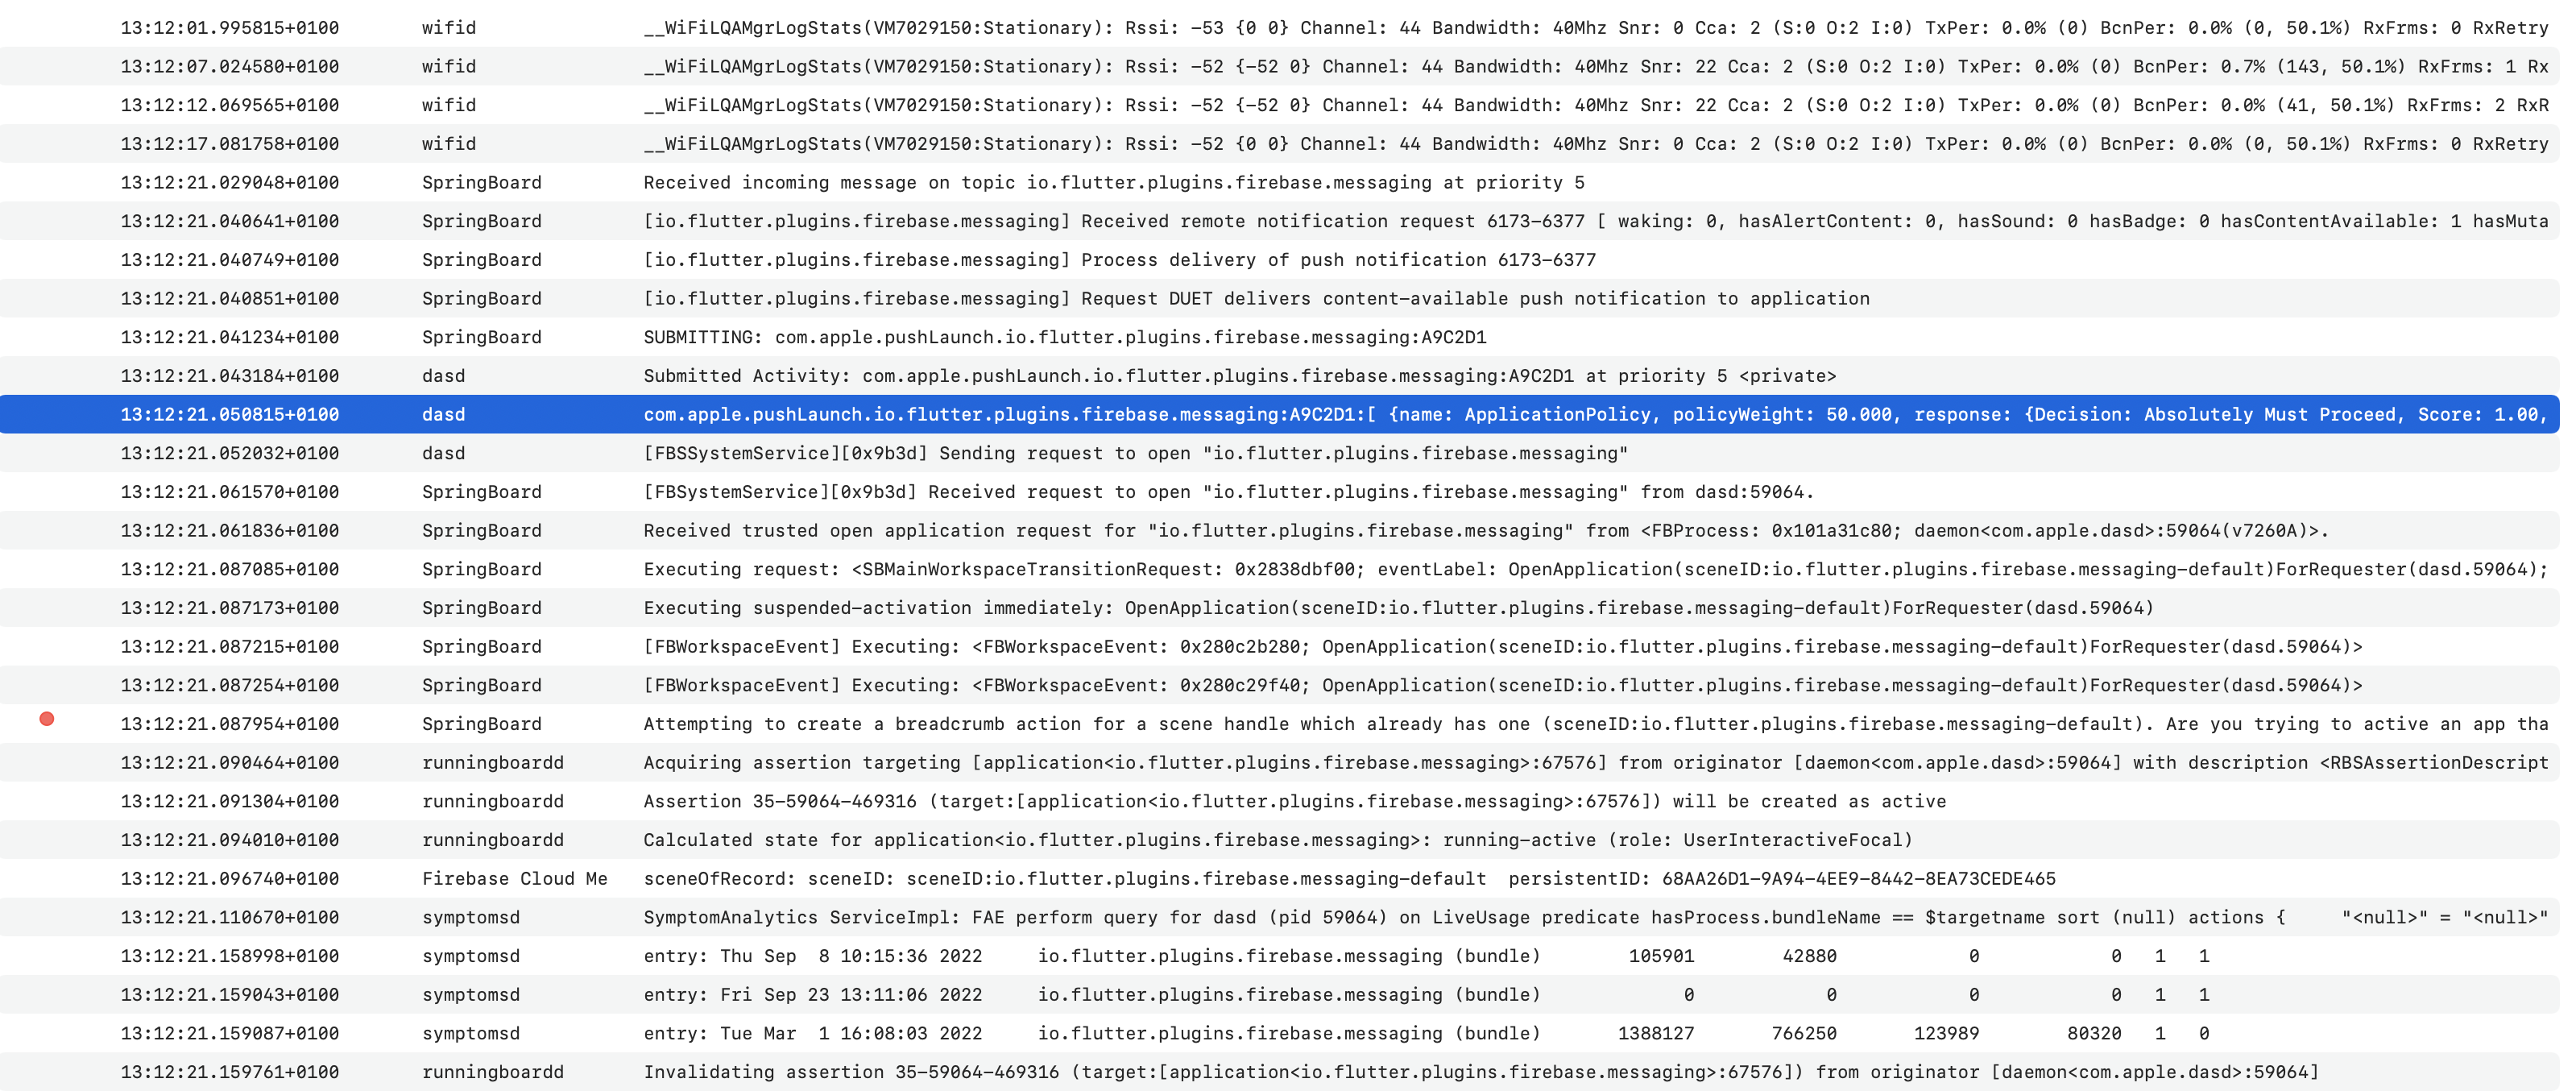 13:12:01.995815+0100 wifid __WiFiLQAMgrLogStats(VM7029150:Stationary): Rssi: -53 {0 0} Channel: 44 Bandwidth: 40Mhz Snr: 0 Cca: 2 (S:0 O:2 I:0) TxPer: 0.0% (0) BcnPer: 0.0% (0, 50.1%) RxFrms: 0 RxRetry
13:12:07.024580+0100 wifid __WiFiLQAMgrLogStats(VM7029150:Stationary): Rssi: -52 {-52 0} Channel: 44 Bandwidth: 40Mhz Snr: 22 Cca: 2 (S:0 O:2 I:0) TxPer: 0.0% (0) BcnPer: 0.7% (143, 50.1%) RxFrms: 1 Rx
13:12:12.069565+0100 wifid __WiFiLQAMgrLogStats(VM7029150:Stationary): Rssi: -52 {-52 0} Channel: 44 Bandwidth: 40Mhz Snr: 22 Cca: 2 (S:0 O:2 I:0) TxPer: 0.0% (0) BcnPer: 0.0% (41, 50.1%) RxFrms: 2 RxR
13:12:17.081758+0100 wifid __WiFiLQAMgrLogStats(VM7029150:Stationary): Rssi: -52 {0 0} Channel: 44 Bandwidth: 40Mhz Snr: 0 Cca: 2 (S:0 O:2 I:0) TxPer: 0.0% (0) BcnPer: 0.0% (0, 50.1%) RxFrms: 0 RxRetry
13:12:21.029048+0100 SpringBoard Received incoming message on topic io.flutter.plugins.firebase.messaging at priority 5
13:12:21.040641+0100 SpringBoard [io.flutter.plugins.firebase.messaging] Received remote notification request 6173-6377 [ waking: 0, hasAlertContent: 0, hasSound: 0 hasBadge: 0 hasContentAvailable: 1 hasMuta
13:12:21.040749+0100 SpringBoard [io.flutter.plugins.firebase.messaging] Process delivery of push notification 6173-6377
13:12:21.040851+0100 SpringBoard [io.flutter.plugins.firebase.messaging] Request DUET delivers content-available push notification to application
13:12:21.041234+0100 SpringBoard SUBMITTING: com.apple.pushLaunch.io.flutter.plugins.firebase.messaging:A9C2D1
13:12:21.043184+0100 dasd Submitted Activity: com.apple.pushLaunch.io.flutter.plugins.firebase.messaging:A9C2D1 at priority 5 <private>
13:12:21.050815+0100 dasd com.apple.pushLaunch.io.flutter.plugins.firebase.messaging:A9C2D1:[ {name: ApplicationPolicy, policyWeight: 50.000, response: {Decision: Absolutely Must Proceed, Score: 1.00,
13:12:21.052032+0100 dasd [FBSSystemService][0x9b3d] Sending request to open "io.flutter.plugins.firebase.messaging"
13:12:21.061570+0100 SpringBoard [FBSystemService][0x9b3d] Received request to open "io.flutter.plugins.firebase.messaging" from dasd:59064.
13:12:21.061836+0100 SpringBoard Received trusted open application request for "io.flutter.plugins.firebase.messaging" from <FBProcess: 0x101a31c80; daemon<com.apple.dasd>:59064(v7260A)>.
13:12:21.087085+0100 SpringBoard Executing request: <SBMainWorkspaceTransitionRequest: 0x2838dbf00; eventLabel: OpenApplication(sceneID:io.flutter.plugins.firebase.messaging-default)ForRequester(dasd.59064);
13:12:21.087173+0100 SpringBoard Executing suspended-activation immediately: OpenApplication(sceneID:io.flutter.plugins.firebase.messaging-default)ForRequester(dasd.59064)
13:12:21.087215+0100 SpringBoard [FBWorkspaceEvent] Executing: <FBWorkspaceEvent: 0x280c2b280; OpenApplication(sceneID:io.flutter.plugins.firebase.messaging-default)ForRequester(dasd.59064)>
13:12:21.087254+0100 SpringBoard [FBWorkspaceEvent] Executing: <FBWorkspaceEvent: 0x280c29f40; OpenApplication(sceneID:io.flutter.plugins.firebase.messaging-default)ForRequester(dasd.59064)>
13:12:21.087954+0100 SpringBoard Attempting to create a breadcrumb action for a scene handle which already has one (sceneID:io.flutter.plugins.firebase.messaging-default). Are you trying to active an app tha
13:12:21.090464+0100 runningboardd Acquiring assertion targeting [application<io.flutter.plugins.firebase.messaging>:67576] from originator [daemon<com.apple.dasd>:59064] with description <RBSAssertionDescript
13:12:21.091304+0100 runningboardd Assertion 35-59064-469316 (target:[application<io.flutter.plugins.firebase.messaging>:67576]) will be created as active
13:12:21.094010+0100 runningboardd Calculated state for application<io.flutter.plugins.firebase.messaging>: running-active (role: UserInteractiveFocal)
13:12:21.096740+0100 Firebase Cloud Me sceneOfRecord: sceneID: sceneID:io.flutter.plugins.firebase.messaging-default persistentID: 68AA26D1-9A94-4EE9-8442-8EA73CEDE465
13:12:21.110670+0100 symptomsd SymptomAnalytics ServiceImpl: FAE perform query for dasd (pid 59064) on LiveUsage predicate hasProcess.bundleName == $targetname sort (null) actions { "<null>" = "<null>"
13:12:21.158998+0100 symptomsd entry: Thu Sep 8 10:15:36 2022 io.flutter.plugins.firebase.messaging (bundle) 105901 42880 0 0 1 1
13:12:21.159043+0100 symptomsd entry: Fri Sep 23 13:11:06 2022 io.flutter.plugins.firebase.messaging (bundle) 0 0 0 0 1 1
13:12:21.159087+0100 symptomsd entry: Tue Mar 1 16:08:03 2022 io.flutter.plugins.firebase.messaging (bundle) 1388127 766250 123989 80320 1 0
13:12:21.159761+0100 runningboardd Invalidating assertion 35-59064-469316 (target:[application<io.flutter.plugins.firebase.messaging>:67576]) from originator [daemon<com.apple.dasd>:59064]